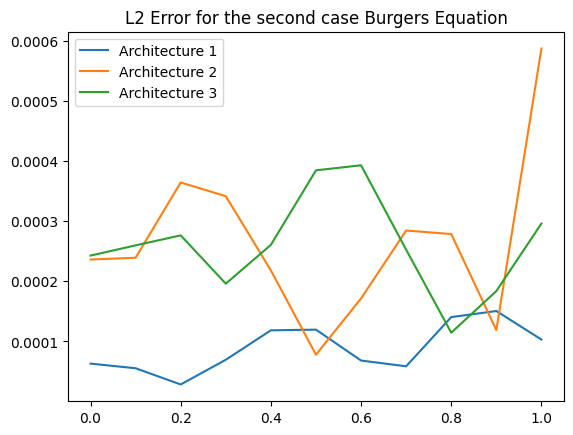 L2 Error for the second case Burgers Equation
Architecture 1
Architecture 2
Architecture 3
0.0006
0.0005
0.0004
0.0003
0.0002
0.0001
0.0 0.2 0.4 0.6 0.8 1.0